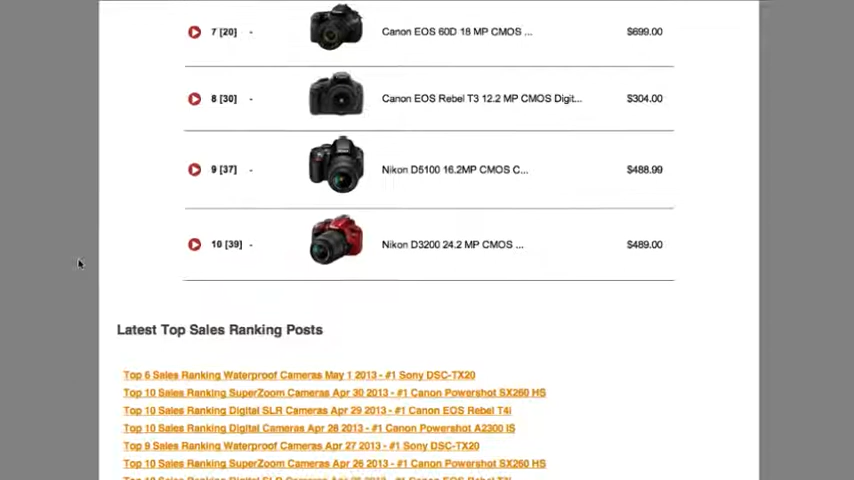 7 [20] - Canon EOS 60D 18 MP CMOS ... $699.00
8 [30] - Canon EOS Rebel T3 12.2 MP CMOS Digit... $304.00
9 [37] - Nikon D5100 16.2MP CMOS C... $488.99
10 [39] - Nikon D3200 24.2 MP CMOS ... $489.00
Latest Top Sales Ranking Posts
Top 6 Sales Ranking Waterproof Cameras May 1 2013 - #1 Sony DSC-TX20
Top 10 Sales Ranking SuperZoom Cameras Apr 30 2013 - #1 Canon Powershot SX260 HS
Top 10 Sales Ranking Digital SLR Cameras Apr 29 2013 - #1 Canon EOS Rebel T4i
Top 10 Sales Ranking Digital Cameras Apr 28 2013 - #1 Canon Powershot A2300 IS
Top 9 Sales Ranking Waterproof Cameras Apr 27 2013 - #1 Sony DSC-TX20
Top 10 Sales Ranking SuperZoom Cameras Apr 26 2013 - #1 Canon Powershot SX260 HS